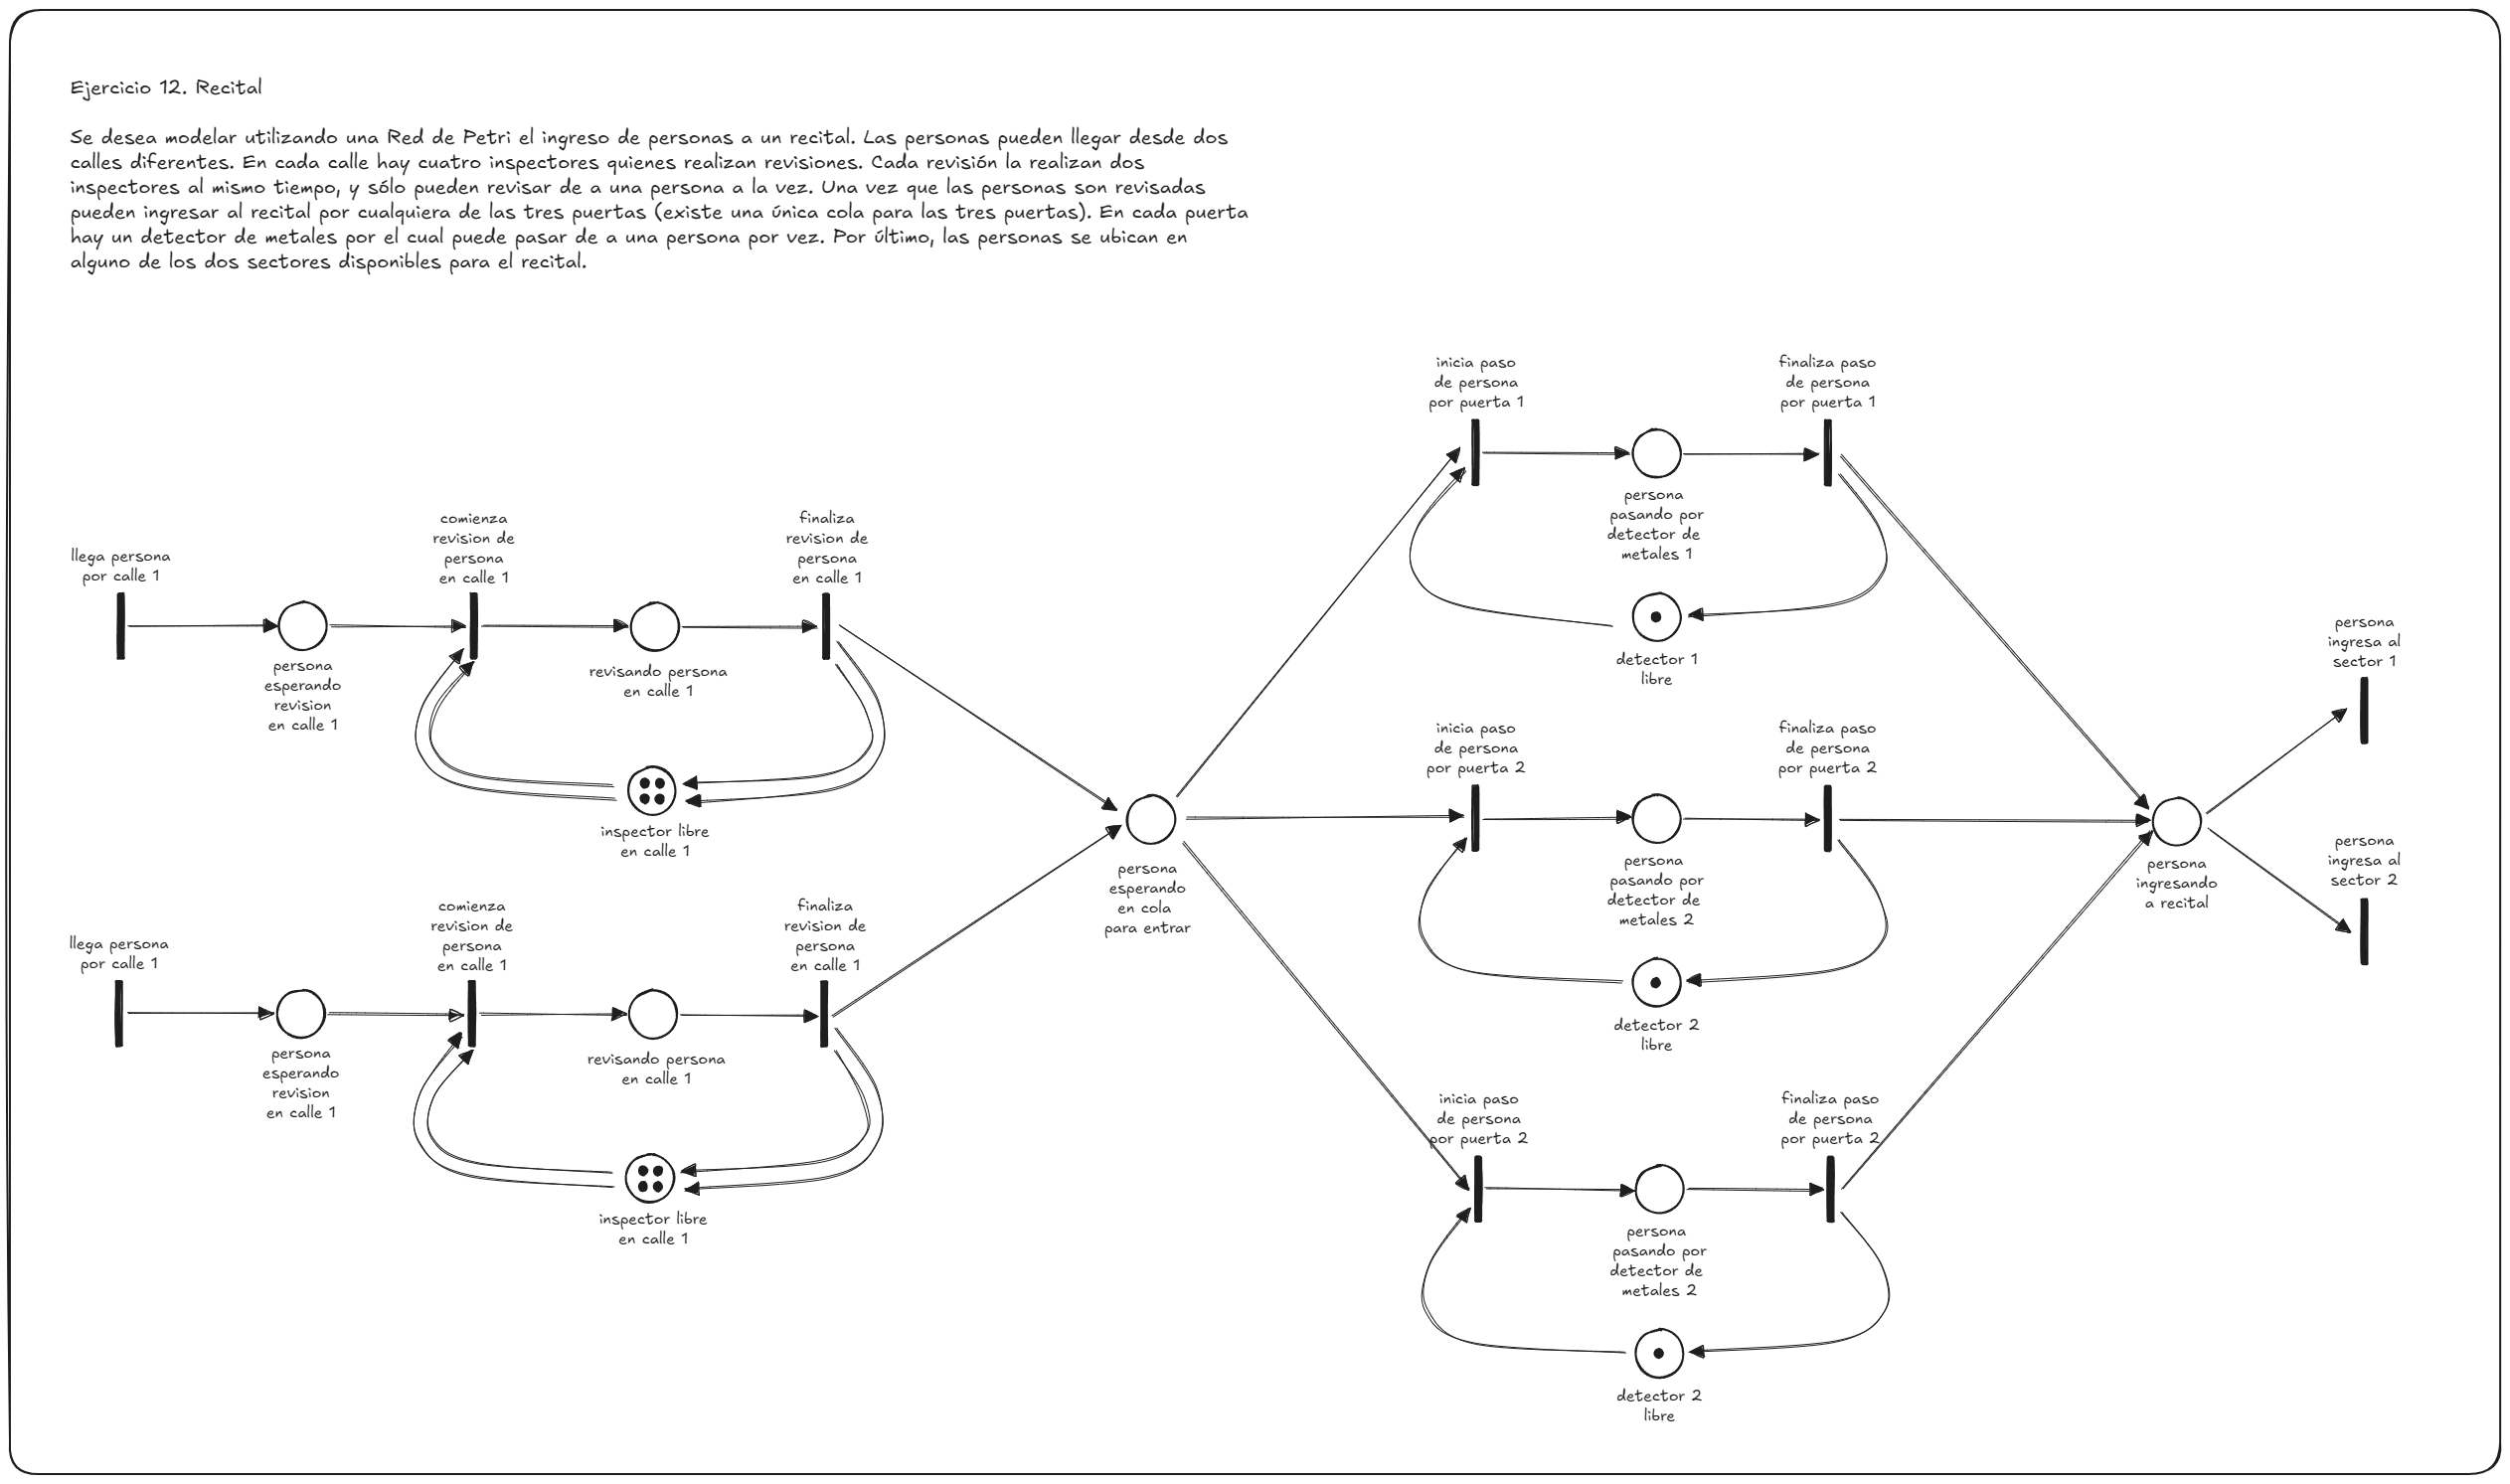 Ejercicio 12. Recital
Se desea modelar utilizando una Red de Petri el ingreso de personas a un recital. Las personas pueden llegar desde dos
calles diferentes. En cada calle hay cuatro inspectores quienes realizan revisiones. Cada revisión la realizan dos
inspectores al mismo tiempo, y sólo pueden revisar de a una persona a la vez. Una vez que las personas son revisadas
pueden ingresar al recital por cualquiera de las tres puertas (existe una única cola para las tres puertas). En cada puerta
hay un detector de metales por el cual puede pasar de a una persona por vez. Por último, las personas se ubican en
alguno de los dos sectores disponibles para el recital.
llega persona
por calle 1
persona
esperando
revision
en calle 1
comienza
revision de
persona
en calle 1
revisando persona
en calle 1
finaliza
revision de
persona
en calle 1
inspector libre
en calle 1
llega persona
por calle 1
persona
esperando
revision
en calle 1
comienza
revision de
persona
en calle 1
revisando persona
en calle 1
finaliza
revision de
persona
en calle 1
inspector libre
en calle 1
persona
esperando
en cola
para entrar
inicia paso
de persona
por puerta 1
persona
pasando por
detector de
metales 1
finaliza paso
de persona
por puerta 1
detector 1
libre
inicia paso
de persona
por puerta 2
persona
pasando por
detector de
metales 2
finaliza paso
de persona
por puerta 2
detector 2
libre
inicia paso
de persona
por puerta 2
persona
pasando por
detector de
metales 2
finaliza paso
de persona
por puerta 2
detector 2
libre
persona
ingresando
a recital
persona
ingresa al
sector 1
persona
ingresa al
sector 2